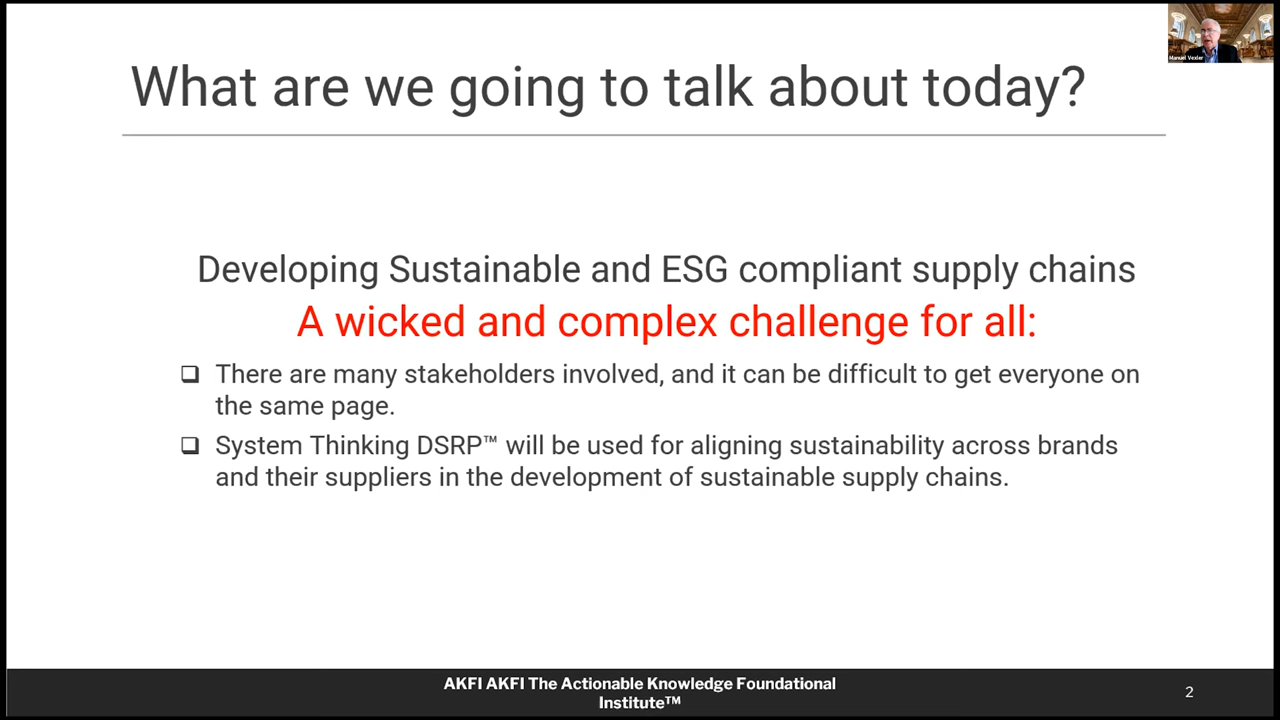 What are we going to talk about today?
Manuel Vexler
Developing Sustainable and ESG compliant supply chains
A wicked and complex challenge for all:
There are many stakeholders involved, and it can be difficult to get everyone on
the same page.
System Thinking DSRP™ will be used for aligning sustainability across brands
and their suppliers in the development of sustainable supply chains.
AKFI AKFI The Actionable Knowledge Foundational
Institute™
2